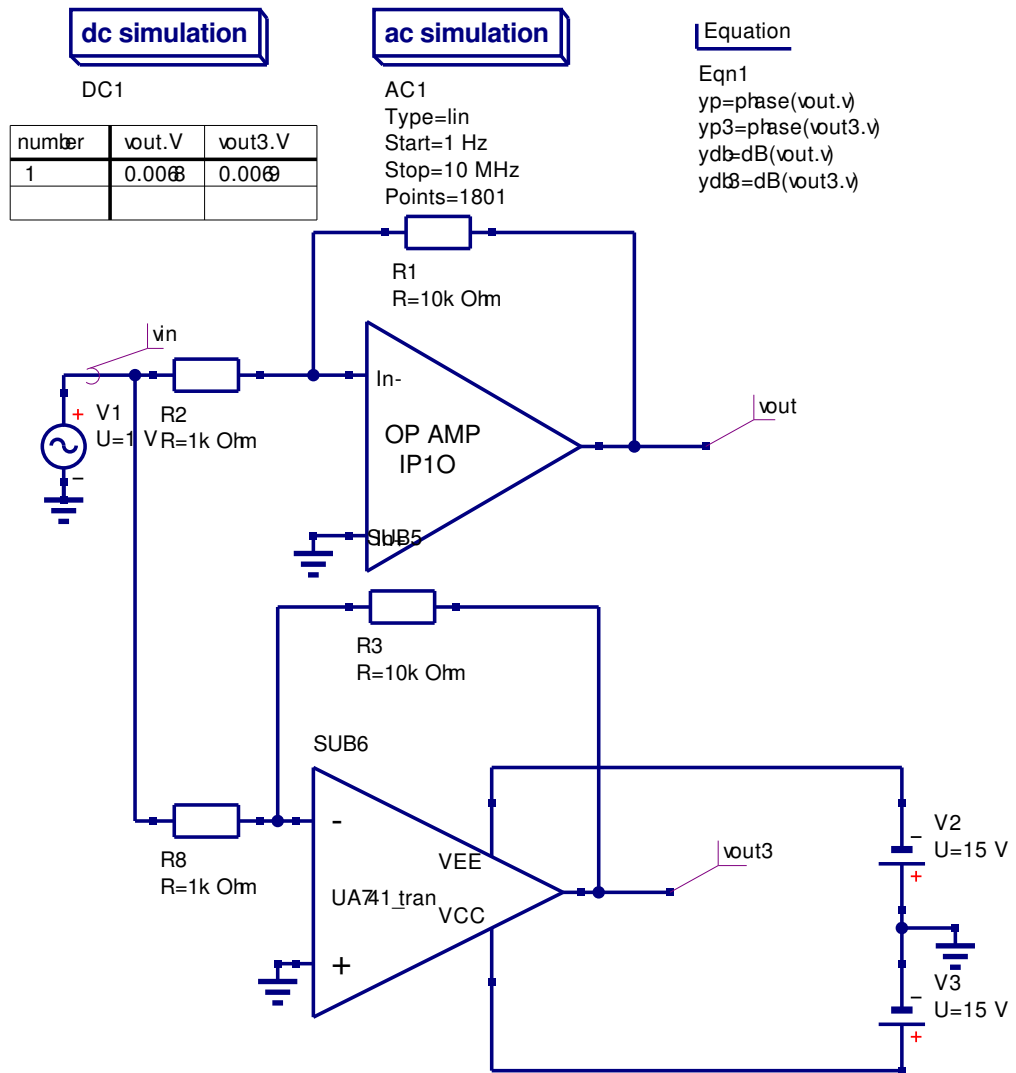 dc simulation
ac simulation
Equation
DC1
AC1
Type=lin
Start=1 Hz
Stop=10 MHz
Points=1801
Eqn1
yp=phase(vout.v)
yp3=phase(vout3.v)
ydb=dB(vout.v)
ydb3=dB(vout3.v)
number vout.V vout3.V
1 0.0068 0.0069
R1
R=10k Ohm
vin
In-
+ V1
U=1 V
−
R2
R=1k Ohm
OP AMP
IP1O
vout
SUB5
In+
R3
R=10k Ohm
SUB6
-
R8
R=1k Ohm
VEE
UA741_tran
VCC
+
vout3
− V2
U=15 V
+
− V3
U=15 V
+